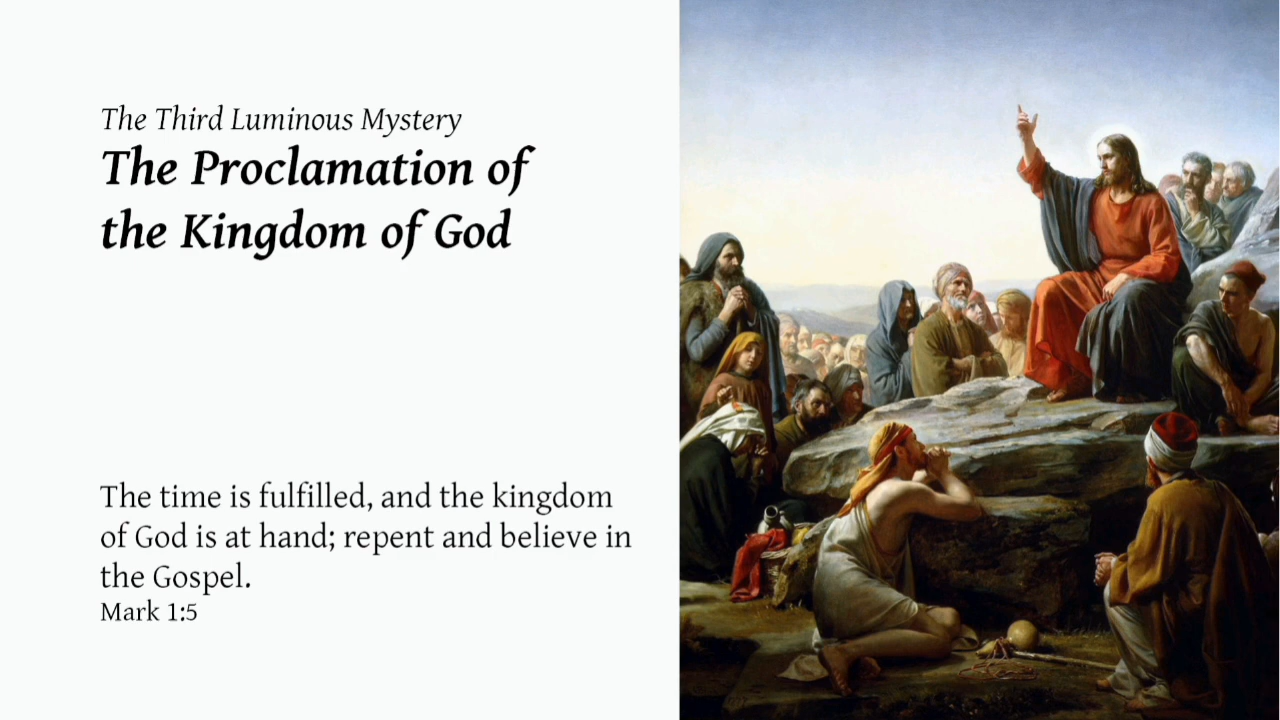 The Third Luminous Mystery
The Proclamation of
the Kingdom of God
The time is fulfilled, and the kingdom
of God is at hand; repent and believe in
the Gospel.
Mark 1:5